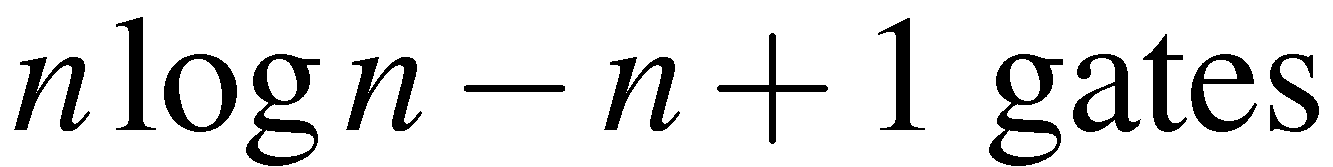 n log n − n + 1 gates